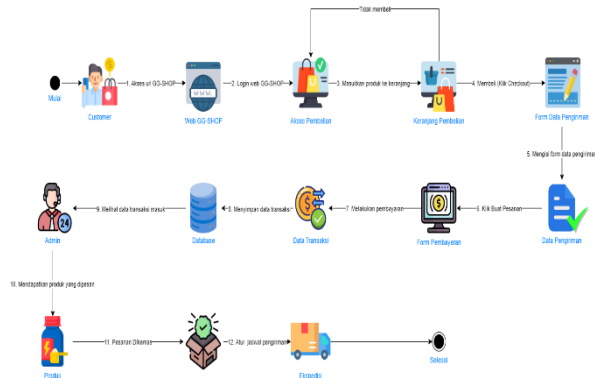 Tidak membeli
1. Akses url GG-SHOP
2. Login web GG-SHOP
3. Masukkan produk ke keranjang
4. Membeli (Klik Checkout)
Mulai
Customer
WWW.
Web GG-SHOP
Akses Pembelian
Keranjang Pembelian
Form Data Pengiriman
5. Mengisi form data pengiriman
9. Melihat data transaksi masuk
8. Menyimpan data transaksi
7. Melakukan pembayaran
6. Klik Buat Pesanan
24
Admin
Database
Data Transaksi
Form Pembayaran
Data Pengiriman
10. Mendapatkan produk yang dipesan
11. Pesanan Dikemas
12. Atur jadwal pengiriman
Produk
Ekspedisi
Selesai